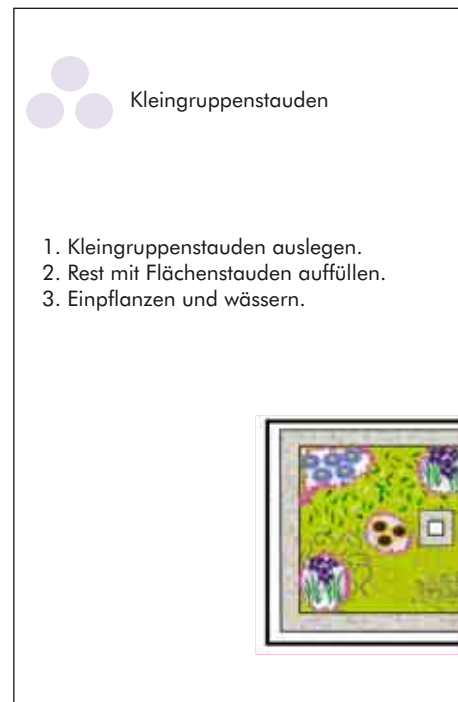 Kleingruppenstauden
1. Kleingruppenstauden auslegen.
2. Rest mit Flächenstauden auffüllen.
3. Einpflanzen und wässern.